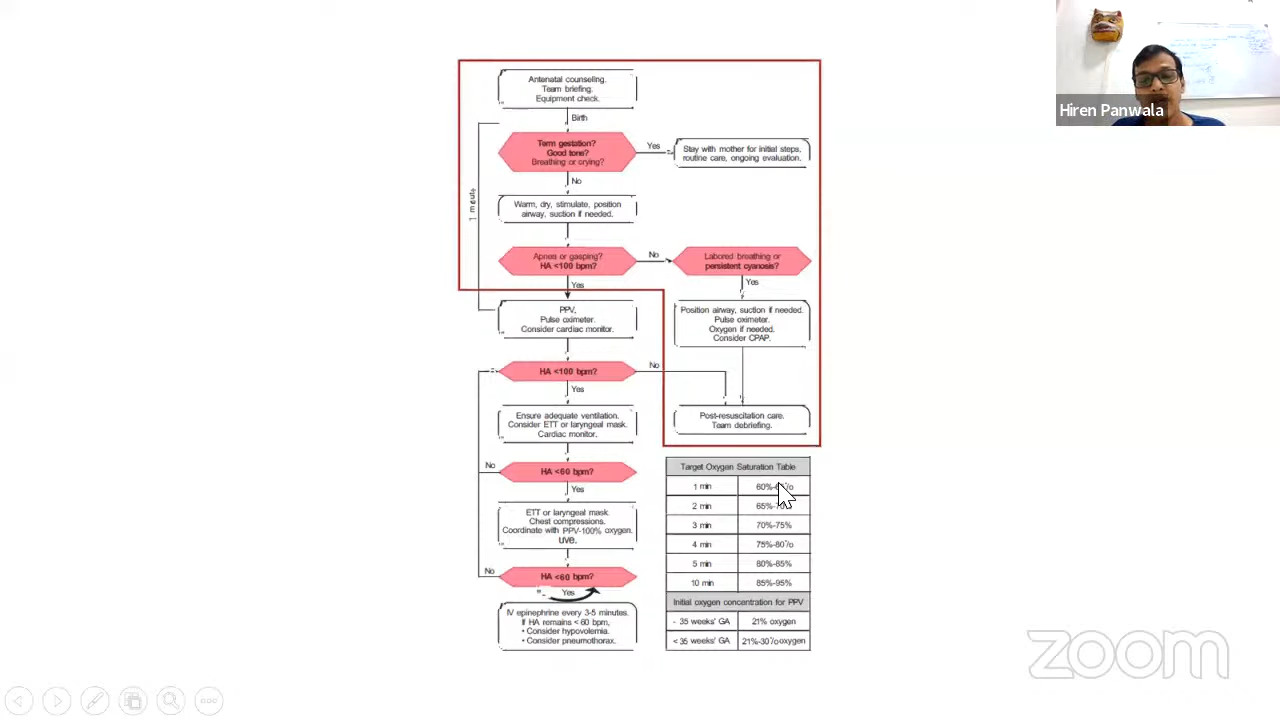 Hiren Panwala
Antenatal counseling.
Team briefing.
Equipment check.
Birth
Term gestation?
Good tone?
Breathing or crying?
Yes
Stay with mother for initial steps,
routine care, ongoing evaluation.
No
Warm, dry, stimulate, position
airway, suction if needed.
Apnea or gasping?
HA <100 bpm?
No
Labored breathing or
persistent cyanosis?
Yes
Yes
PPV,
Pulse oximeter.
Consider cardiac monitor.
Position airway, suction if needed.
Pulse oximeter.
Oxygen if needed.
Consider CPAP.
HA <100 bpm?
No
Yes
Ensure adequate ventilation.
Consider ETT or laryngeal mask.
Cardiac monitor.
Post-resuscitation care.
Team debriefing.
No
HA <60 bpm?
Yes
ETT or laryngeal mask.
Chest compressions.
Coordinate with PPV-100% oxygen.
UVE,
No
HA <60 bpm?
Yes
IV epinephrine every 3-5 minutes.
If HA remains < 60 bpm,
• Consider hypovolemia.
• Consider pneumothorax.
Target Oxygen Saturation Table
1 min
2 min
3 min 70%-75%
4 min 75%-80%
5 min 80%-85%
10 min 85%-95%
Initial oxygen concentration for PPV
- 35 weeks' GA 21% oxygen
< 35 weeks' GA 21%-30% oxygen
zoom